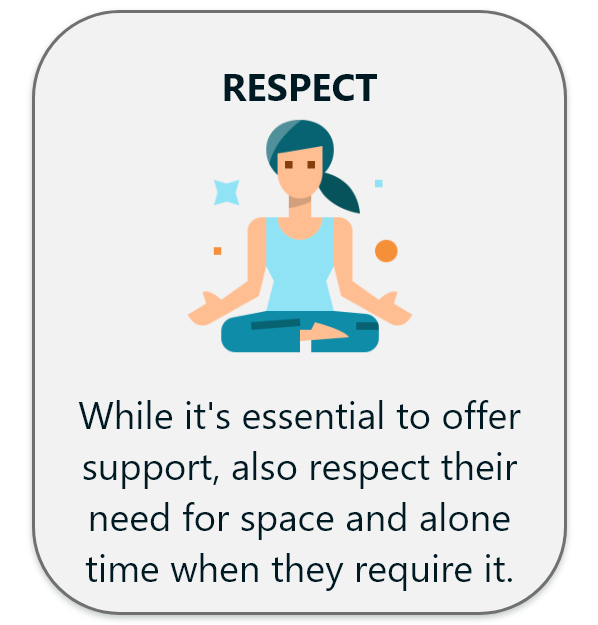 RESPECT
While it's essential to offer
support, also respect their
need for space and alone
time when they require it.